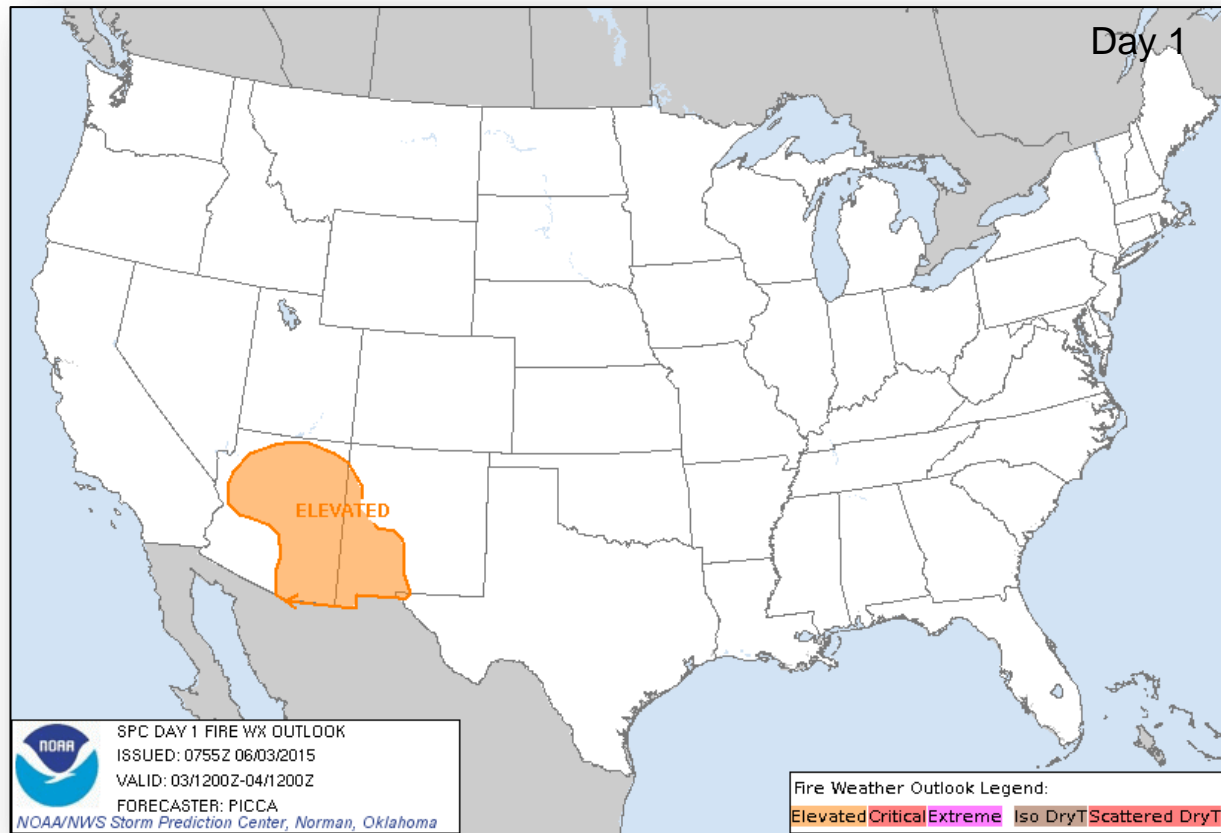 Day 1
ELEVATED
NOAA
SPC DAY 1 FIRE WX OUTLOOK
ISSUED: 0755Z 06/03/2015
VALID: 03/1200Z-04/1200Z
FORECASTER: PICCA
NOAA/NWS Storm Prediction Center, Norman, Oklahoma
Fire Weather Outlook Legend:
Elevated Critical Extreme Iso DryT Scattered DryT